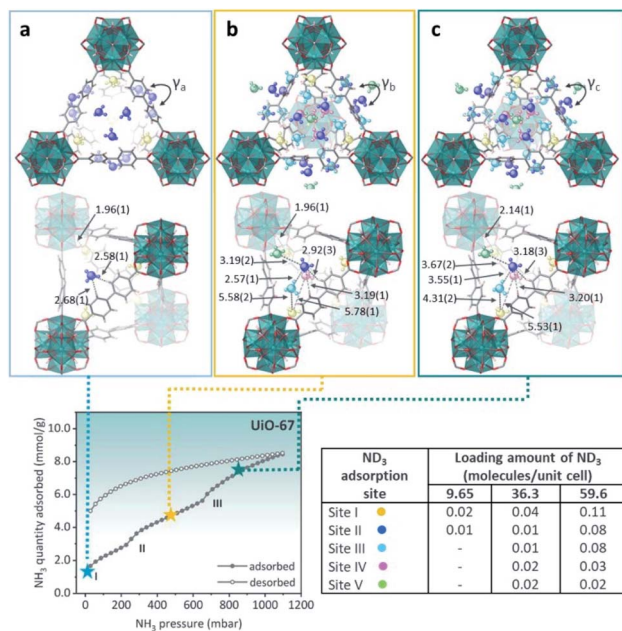 a
b
c
γa
γb
γc
1.96(1)
2.58(1)
2.68(1)
1.96(1)
3.19(2)
2.92(3)
2.57(1)
5.58(2)
3.19(1)
5.78(1)
2.14(1)
3.67(2)
3.18(3)
3.55(1)
4.31(2)
3.20(1)
5.53(1)
UiO-67
NH3 quantity adsorbed (mmol/g)
10.0
8.0
6.0
4.0
2.0
0.0
I
II
III
adsorbed
desorbed
0 200 400 600 800 1000 1200
NH3 pressure (mbar)
ND3 adsorption site
Loading amount of ND3 (molecules/unit cell)
9.65 36.3 59.6
Site I 0.02 0.04 0.11
Site II 0.01 0.01 0.08
Site III - 0.01 0.08
Site IV - 0.02 0.03
Site V - 0.02 0.02